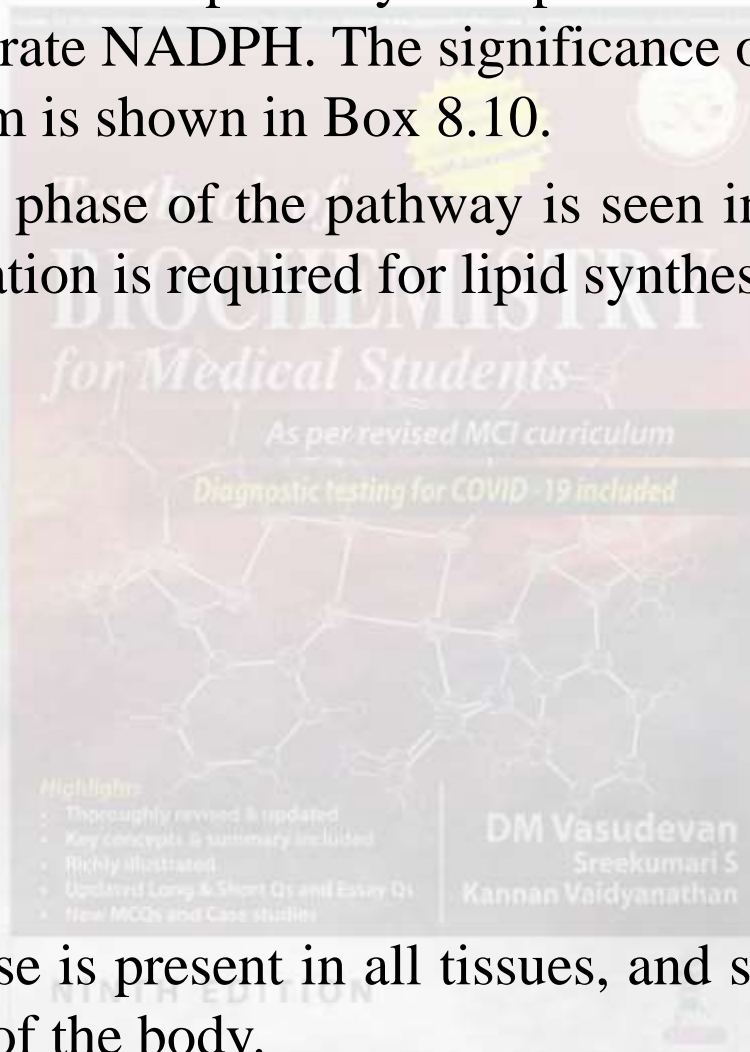 rate NADPH. The significance
m is shown in Box 8.10.
phase of the pathway is seen in
ation is required for lipid synthes
Textbook of
BIOCHEMISTRY
for Medical Students
As per revised MCI curriculum
Diagnostic testing for COVID-19 included
Highlights
• Thoroughly revised & updated
• Key concepts & summary included
• Richly illustrated
• Updated Long & Short Qs and Essay Qs
• New MCQs and Case studies
DM Vasudevan
Sreekumari S
Kannan Vaidyanathan
se is present in all tissues, and s
NINTH EDITION
of the body.